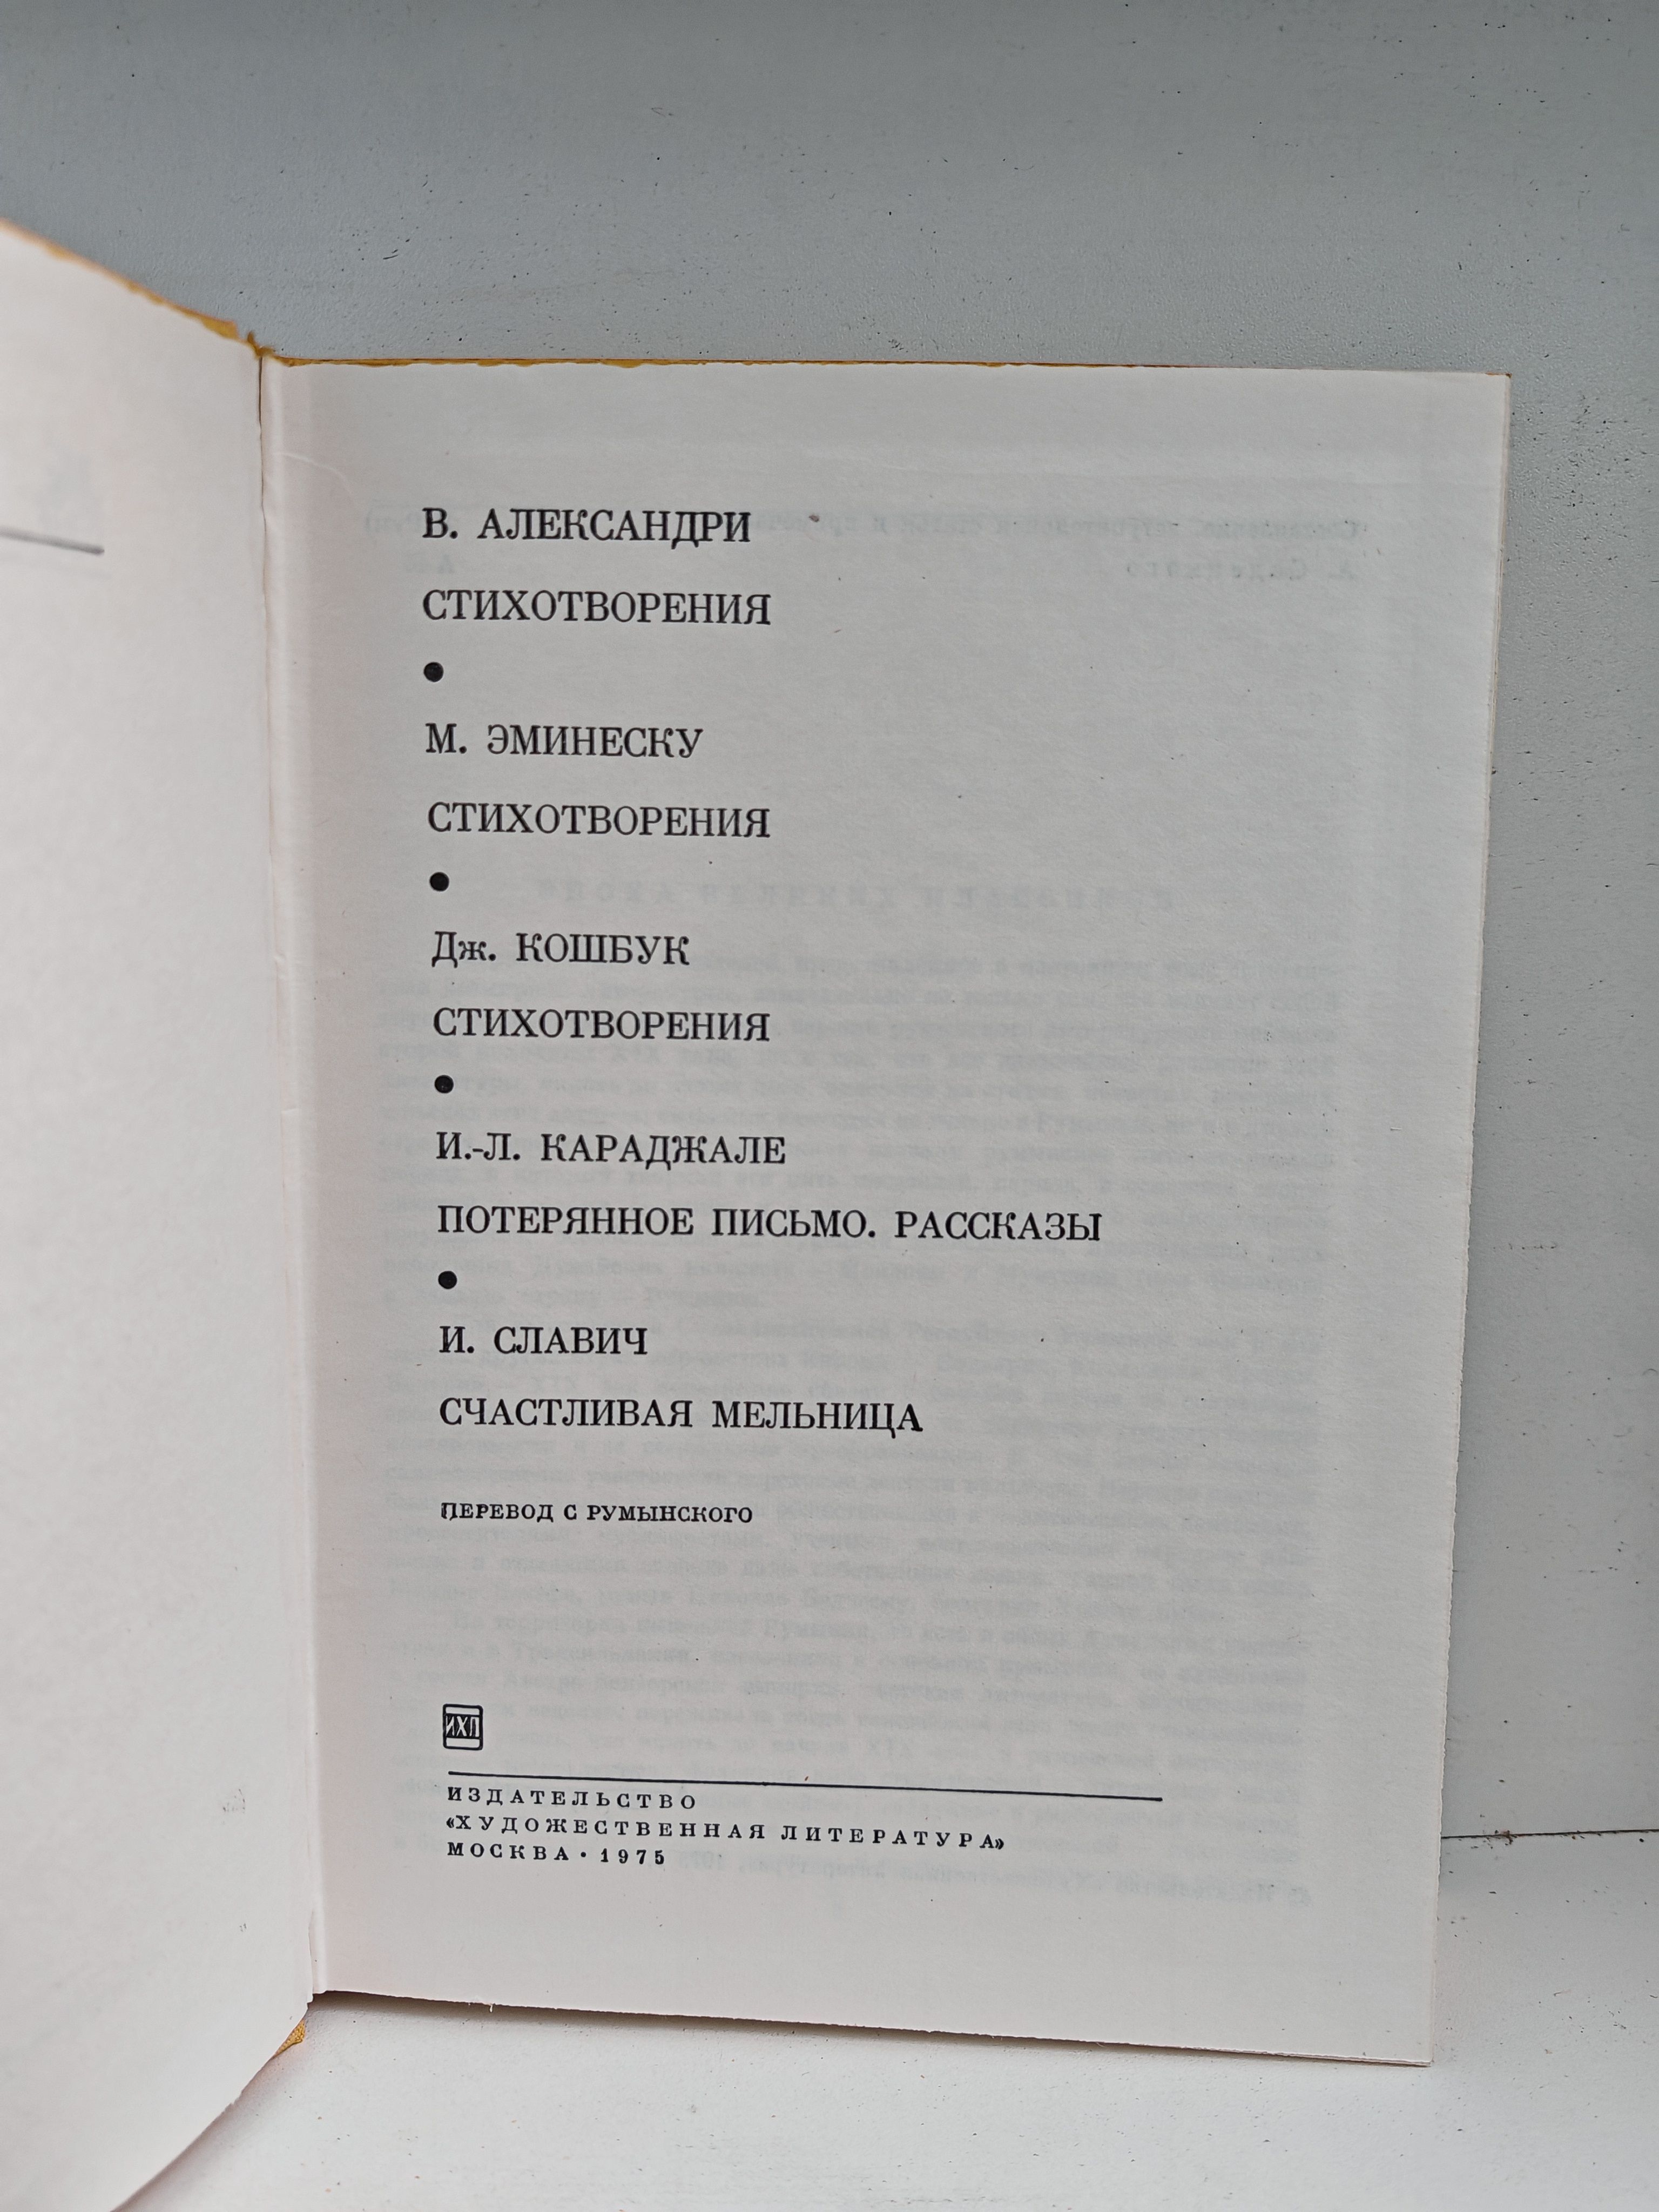 В. АЛЕКСАНДРИ
СТИХОТВОРЕНИЯ
●
М. ЭМИНЕСКУ
СТИХОТВОРЕНИЯ
●
Дж. КОШБУК
СТИХОТВОРЕНИЯ
●
И.-Л. КАРАДЖАЛЕ
ПОТЕРЯННОЕ ПИСЬМО. РАССКАЗЫ
●
И. СЛАВИЧ
СЧАСТЛИВАЯ МЕЛЬНИЦА
ПЕРЕВОД С РУМЫНСКОГО
ИХЛ
ИЗДАТЕЛЬСТВО
«ХУДОЖЕСТВЕННАЯ ЛИТЕРАТУРА»
МОСКВА · 1975